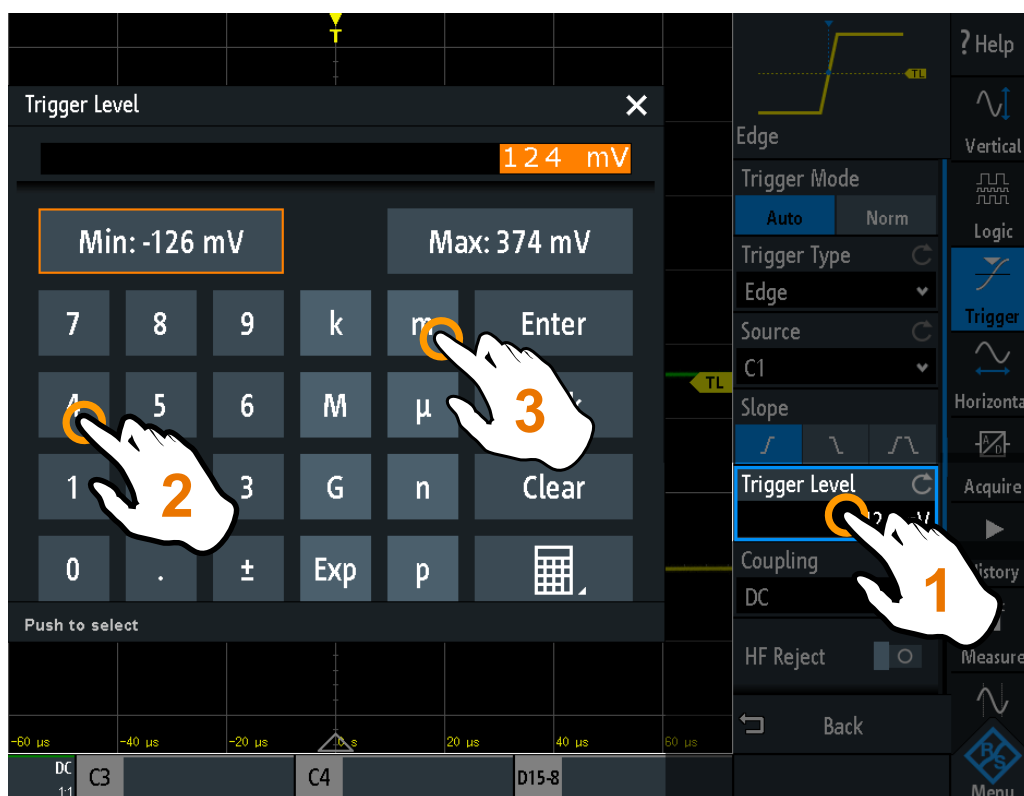 T
Trigger Level
124 mV
Min: -126 mV
Max: 374 mV
7 8 9 k m Enter
4 5 6 M µ
1 3 G n Clear
0 . ± Exp p
Push to select
1
2
3
TL
-60 µs -40 µs -20 µs 0 s 20 µs 40 µs 60 µs
DC
1:1
C3
C4
D15-8
TL
Edge
Trigger Mode
Auto Norm
Trigger Type
Edge
Source
C1
Slope
Trigger Level
Coupling
DC
HF Reject
Back
? Help
Vertical
Logic
Trigger
Horizonta
Acquire
Measure
R&S
Menu